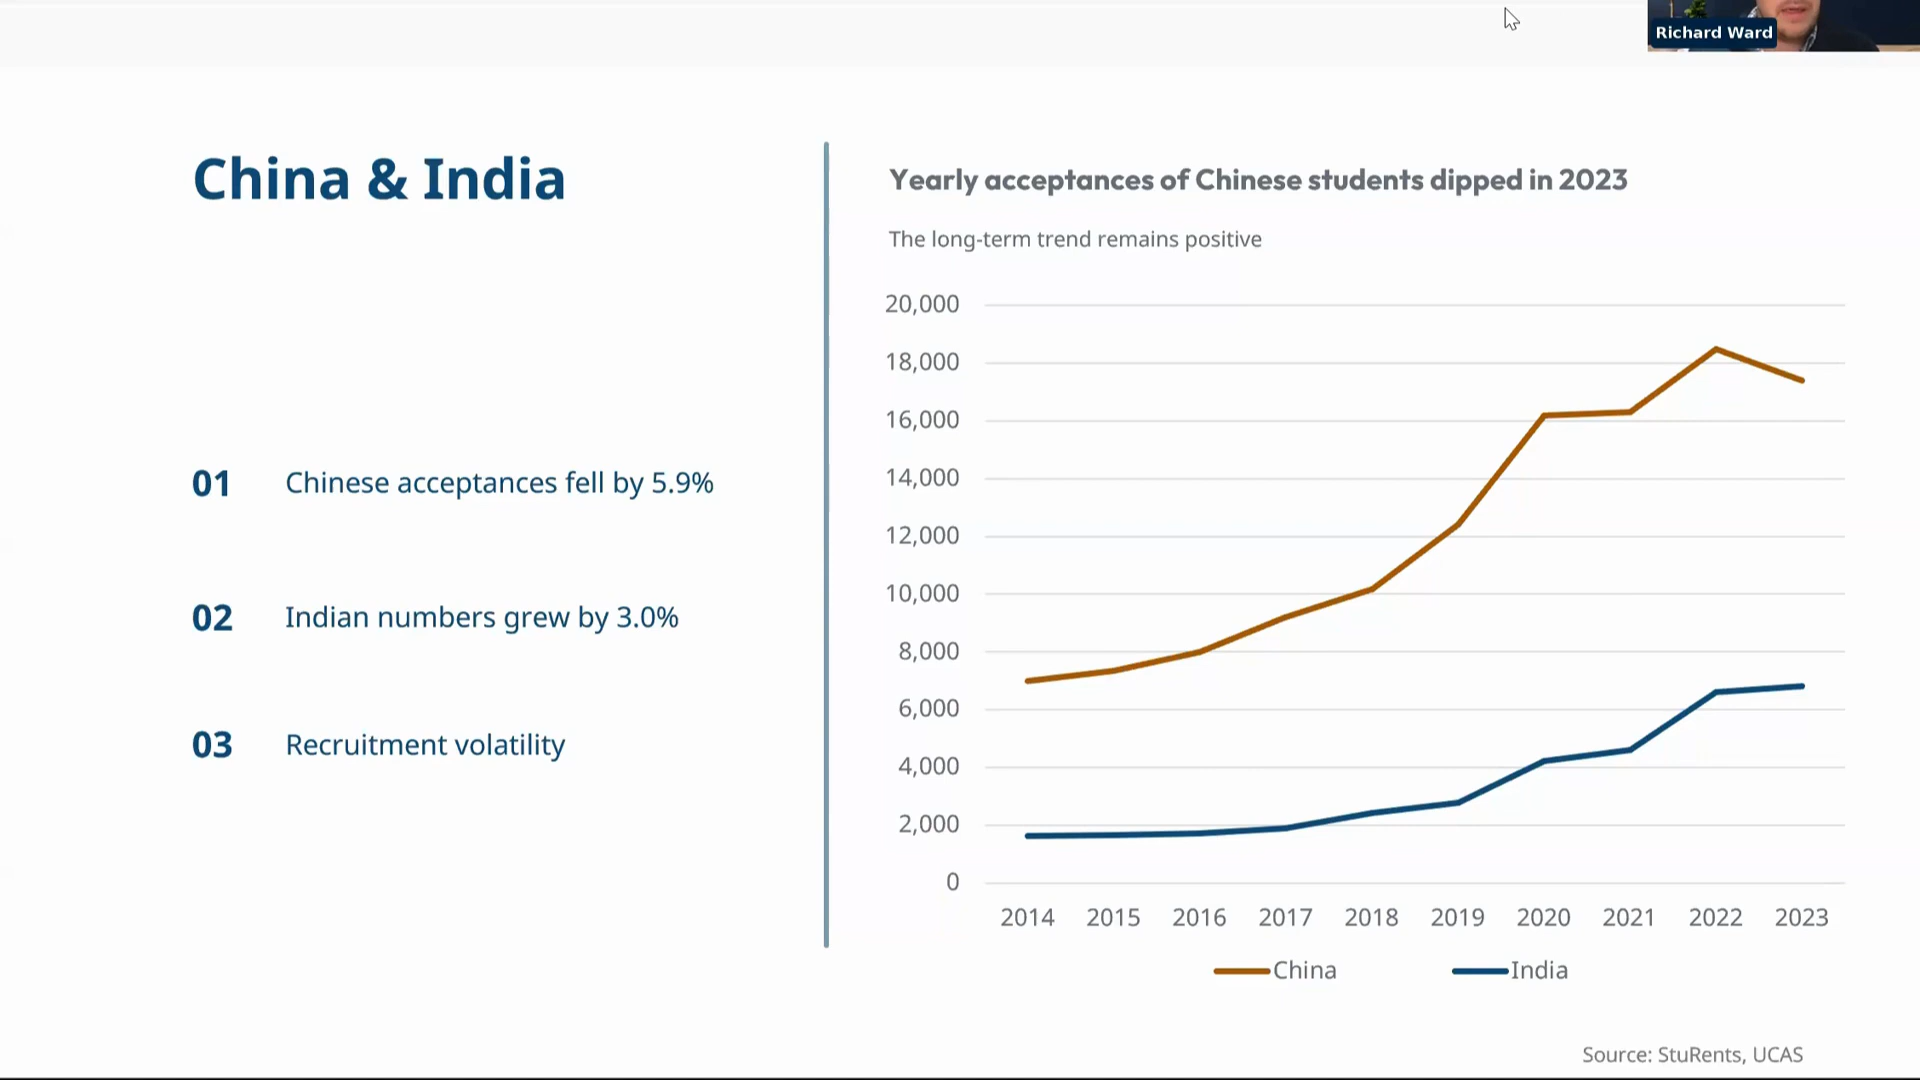 Richard Ward
China & India
01 Chinese acceptances fell by 5.9%
02 Indian numbers grew by 3.0%
03 Recruitment volatility
Yearly acceptances of Chinese students dipped in 2023
The long-term trend remains positive
20,000
18,000
16,000
14,000
12,000
10,000
8,000
6,000
4,000
2,000
0
2014 2015 2016 2017 2018 2019 2020 2021 2022 2023
China India
Source: StuRents, UCAS